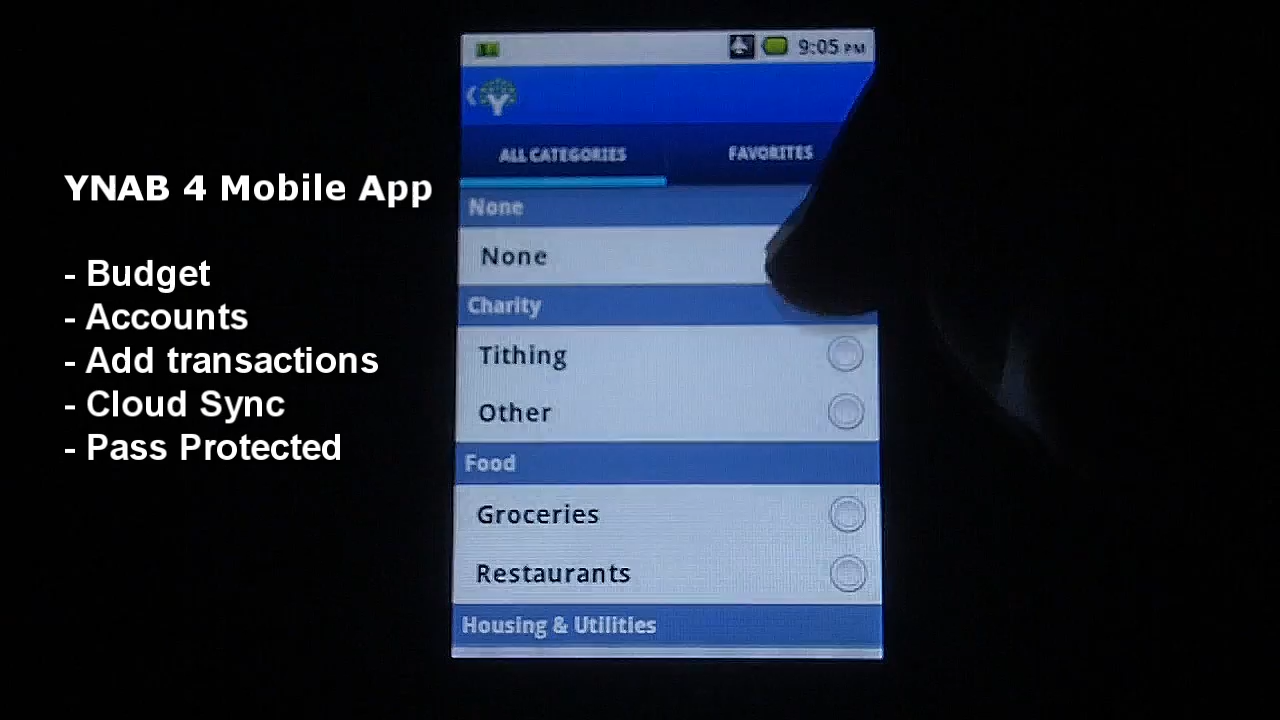 YNAB 4 Mobile App
- Budget
- Accounts
- Add transactions
- Cloud Sync
- Pass Protected
9:05 PM
Y
ALL CATEGORIES
FAVORITES
None
None
Charity
Tithing
Other
Food
Groceries
Restaurants
Housing & Utilities